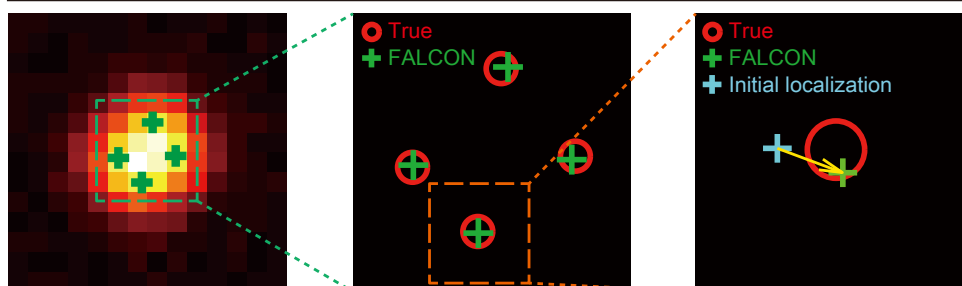 True
FALCON
True
FALCON
Initial localization